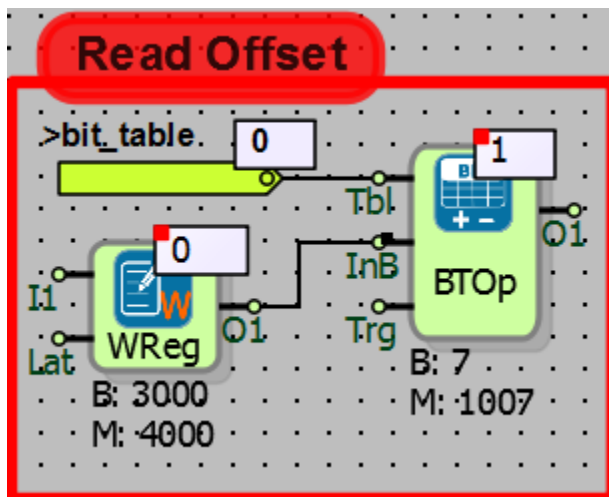 Read Offset
>bit_table
0
1
Tbl
B
+ -
O1
InB
BTOp
Trg
B: 7
M: 1007
0
I1
W
O1
Lat
WReg
B: 3000
M: 4000